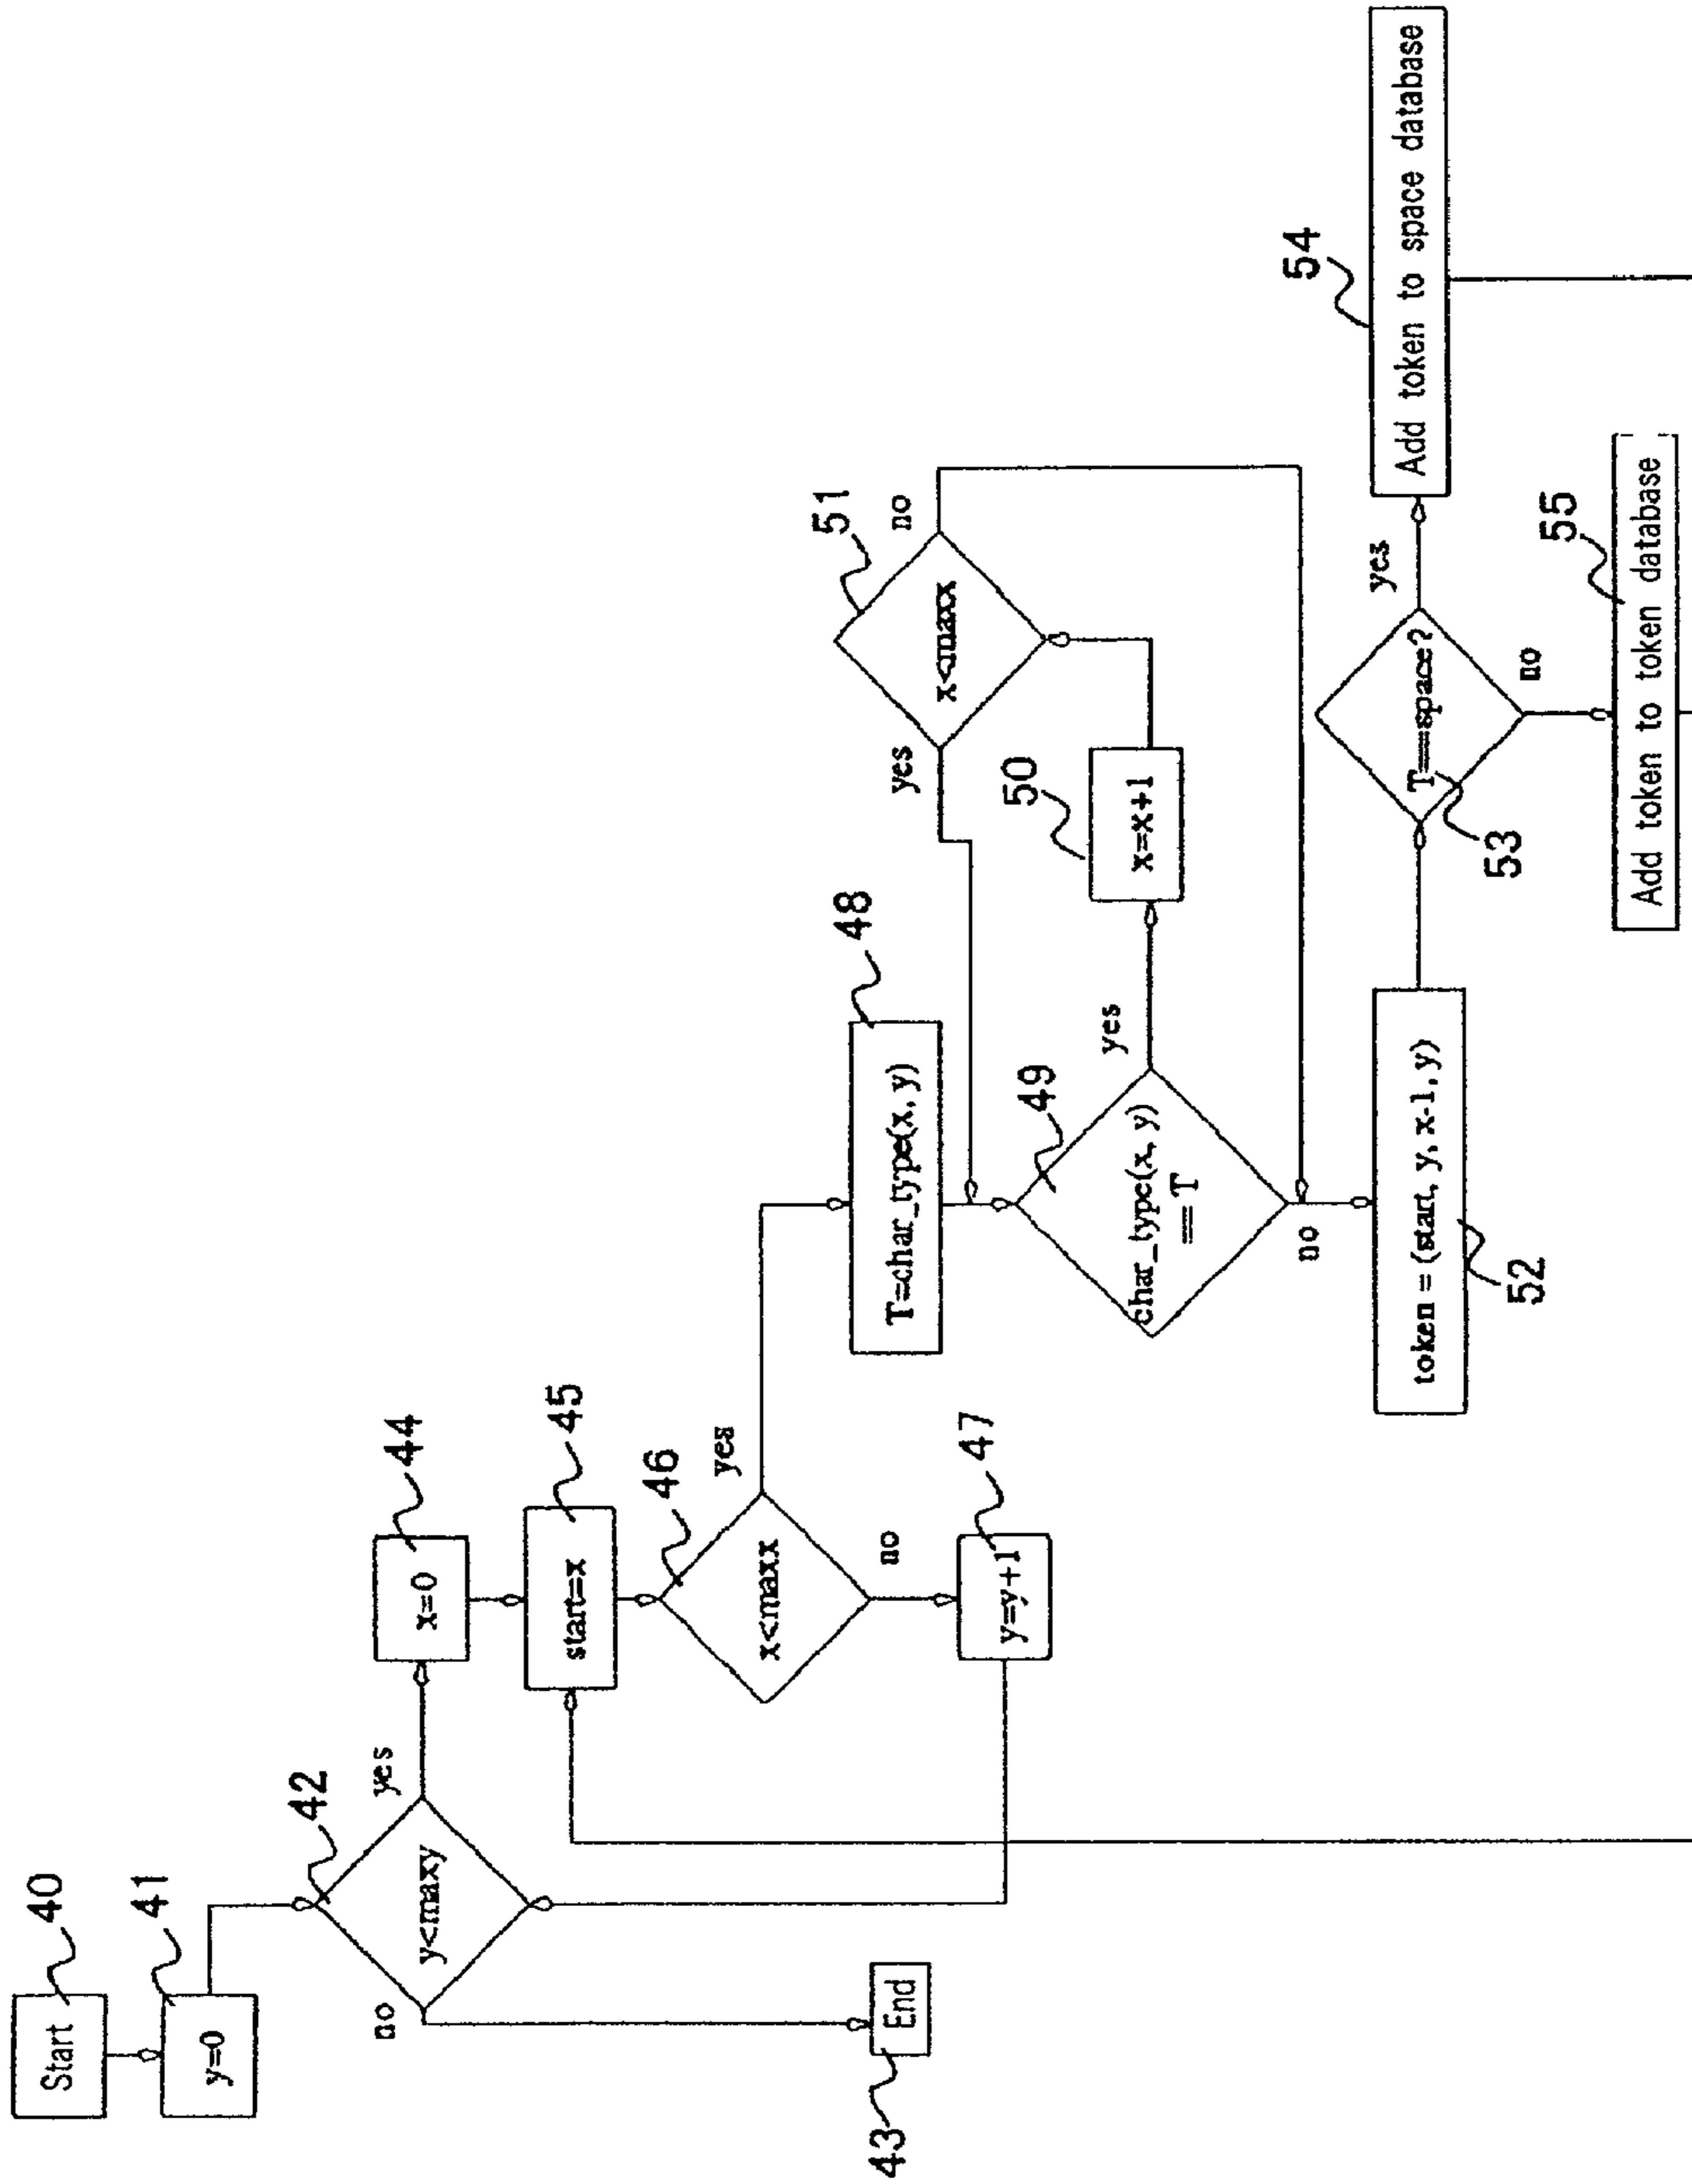 Start
40
y=0
41
y<maxy
42
no
yes
End
43
x=0
44
start=x
45
x<maxx
46
yes
no
y=y+1
47
T=char_type(x, y)
48
char_type(x, y)
== T
49
yes
no
x=x+1
50
x<maxx
51
yes
no
token = (start, y, x-1, y)
52
T==space?
53
yes
no
Add token to space database
54
Add token to token database
55